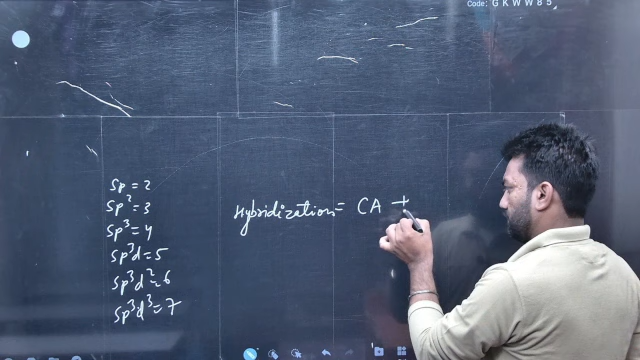 Code: GKWW85
sp = 2
sp² = 3
sp³ = 4
sp³d = 5
sp³d² = 6
sp³d³ = 7
Hybridization = CA +